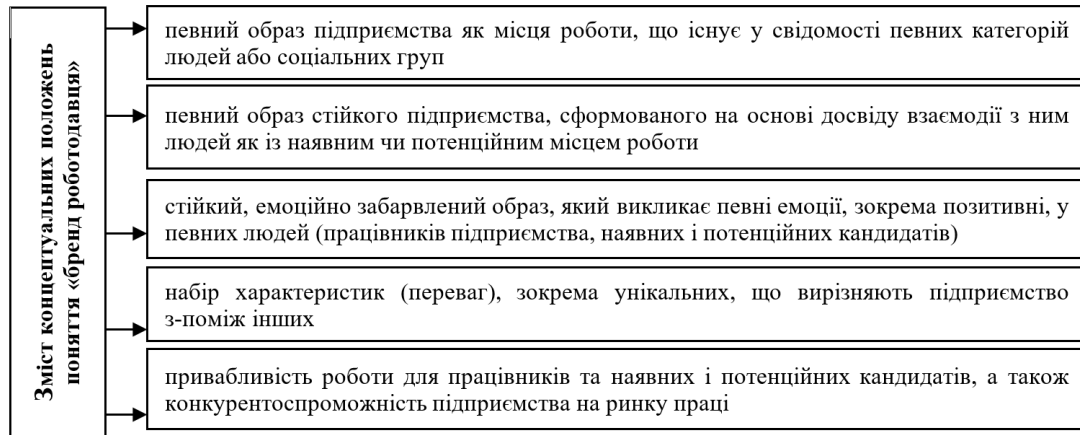 Зміст концептуальних положень
поняття «бренд роботодавця»
певний образ підприємства як місця роботи, що існує у свідомості певних категорій
людей або соціальних груп
певний образ стійкого підприємства, сформованого на основі досвіду взаємодії з ним
людей як із наявним чи потенційним місцем роботи
стійкий, емоційно забарвлений образ, який викликає певні емоції, зокрема позитивні, у
певних людей (працівників підприємства, наявних і потенційних кандидатів)
набір характеристик (переваг), зокрема унікальних, що вирізняють підприємство
з-поміж інших
привабливість роботи для працівників та наявних і потенційних кандидатів, а також
конкурентоспроможність підприємства на ринку праці